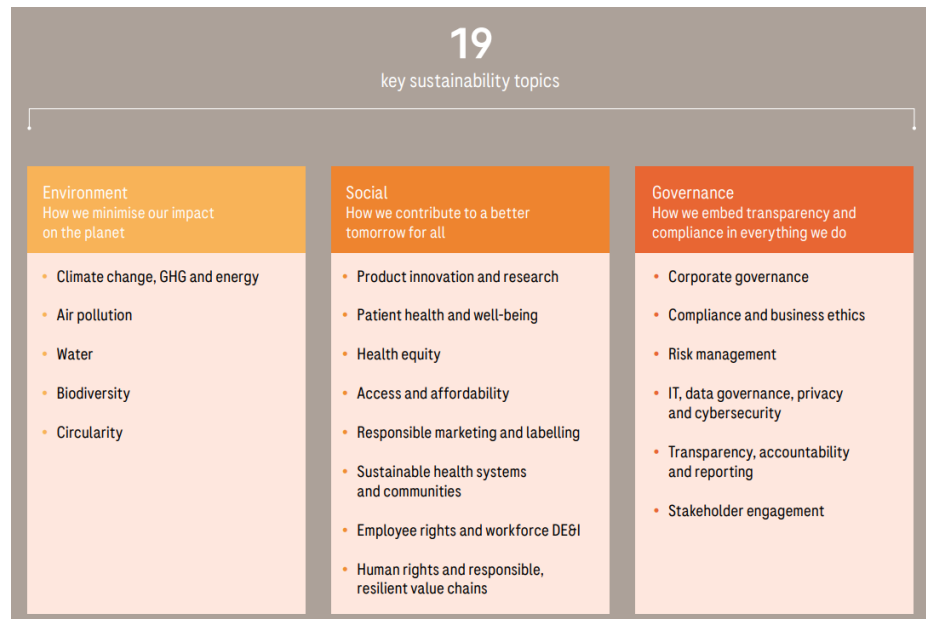 19
key sustainability topics
Environment
How we minimise our impact
on the planet
• Climate change, GHG and energy
• Air pollution
• Water
• Biodiversity
• Circularity
Social
How we contribute to a better
tomorrow for all
• Product innovation and research
• Patient health and well-being
• Health equity
• Access and affordability
• Responsible marketing and labelling
• Sustainable health systems
and communities
• Employee rights and workforce DE&I
• Human rights and responsible,
resilient value chains
Governance
How we embed transparency and
compliance in everything we do
• Corporate governance
• Compliance and business ethics
• Risk management
• IT, data governance, privacy
and cybersecurity
• Transparency, accountability
and reporting
• Stakeholder engagement